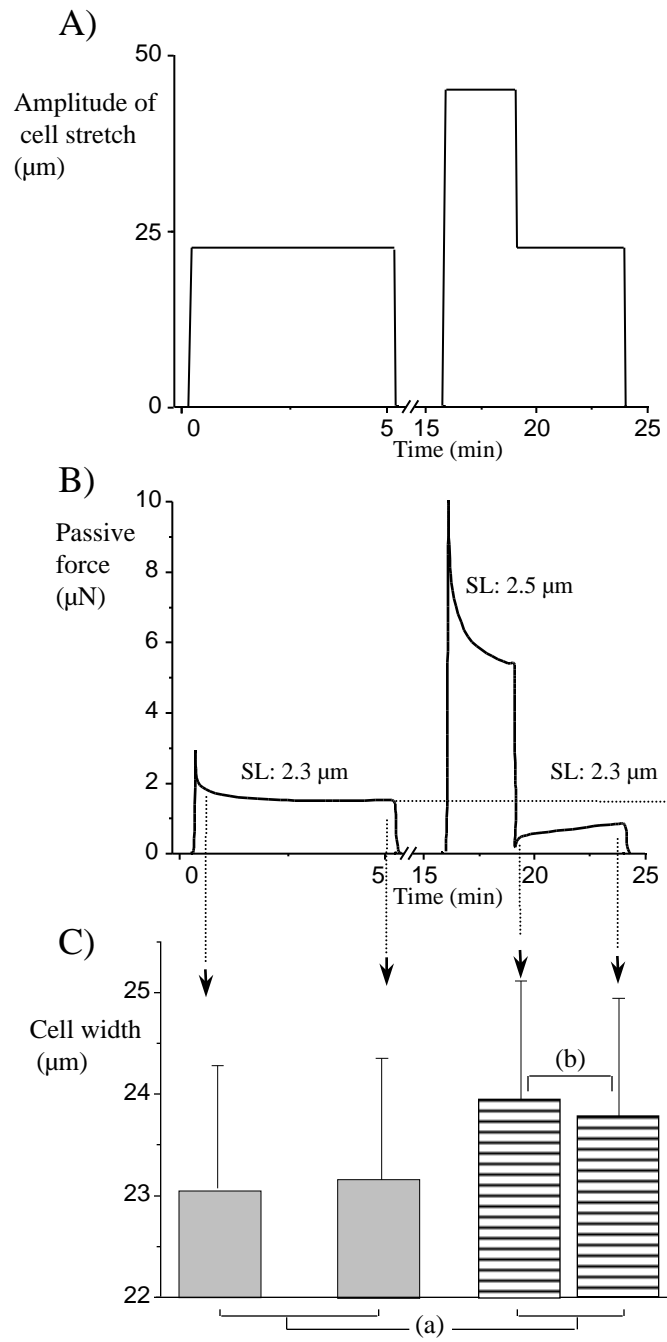 A)
Amplitude of
cell stretch
(µm)
50
25
0
0 5 15 20 25
Time (min)
B)
Passive
force
(µN)
10
8
6
4
2
0
SL: 2.5 µm
SL: 2.3 µm
SL: 2.3 µm
0 5 15 20 25
Time (min)
C)
Cell width
(µm)
25
24
23
22
(b)
(a)